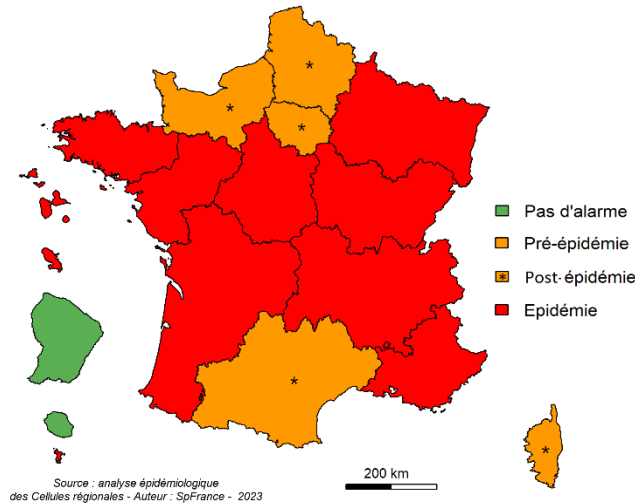 Pas d'alarme
Pré-épidémie
* Post-épidémie
Epidémie
*
*
*
*
*
200 km
Source : analyse épidémiologique
des Cellules régionales - Auteur : SpFrance - 2023